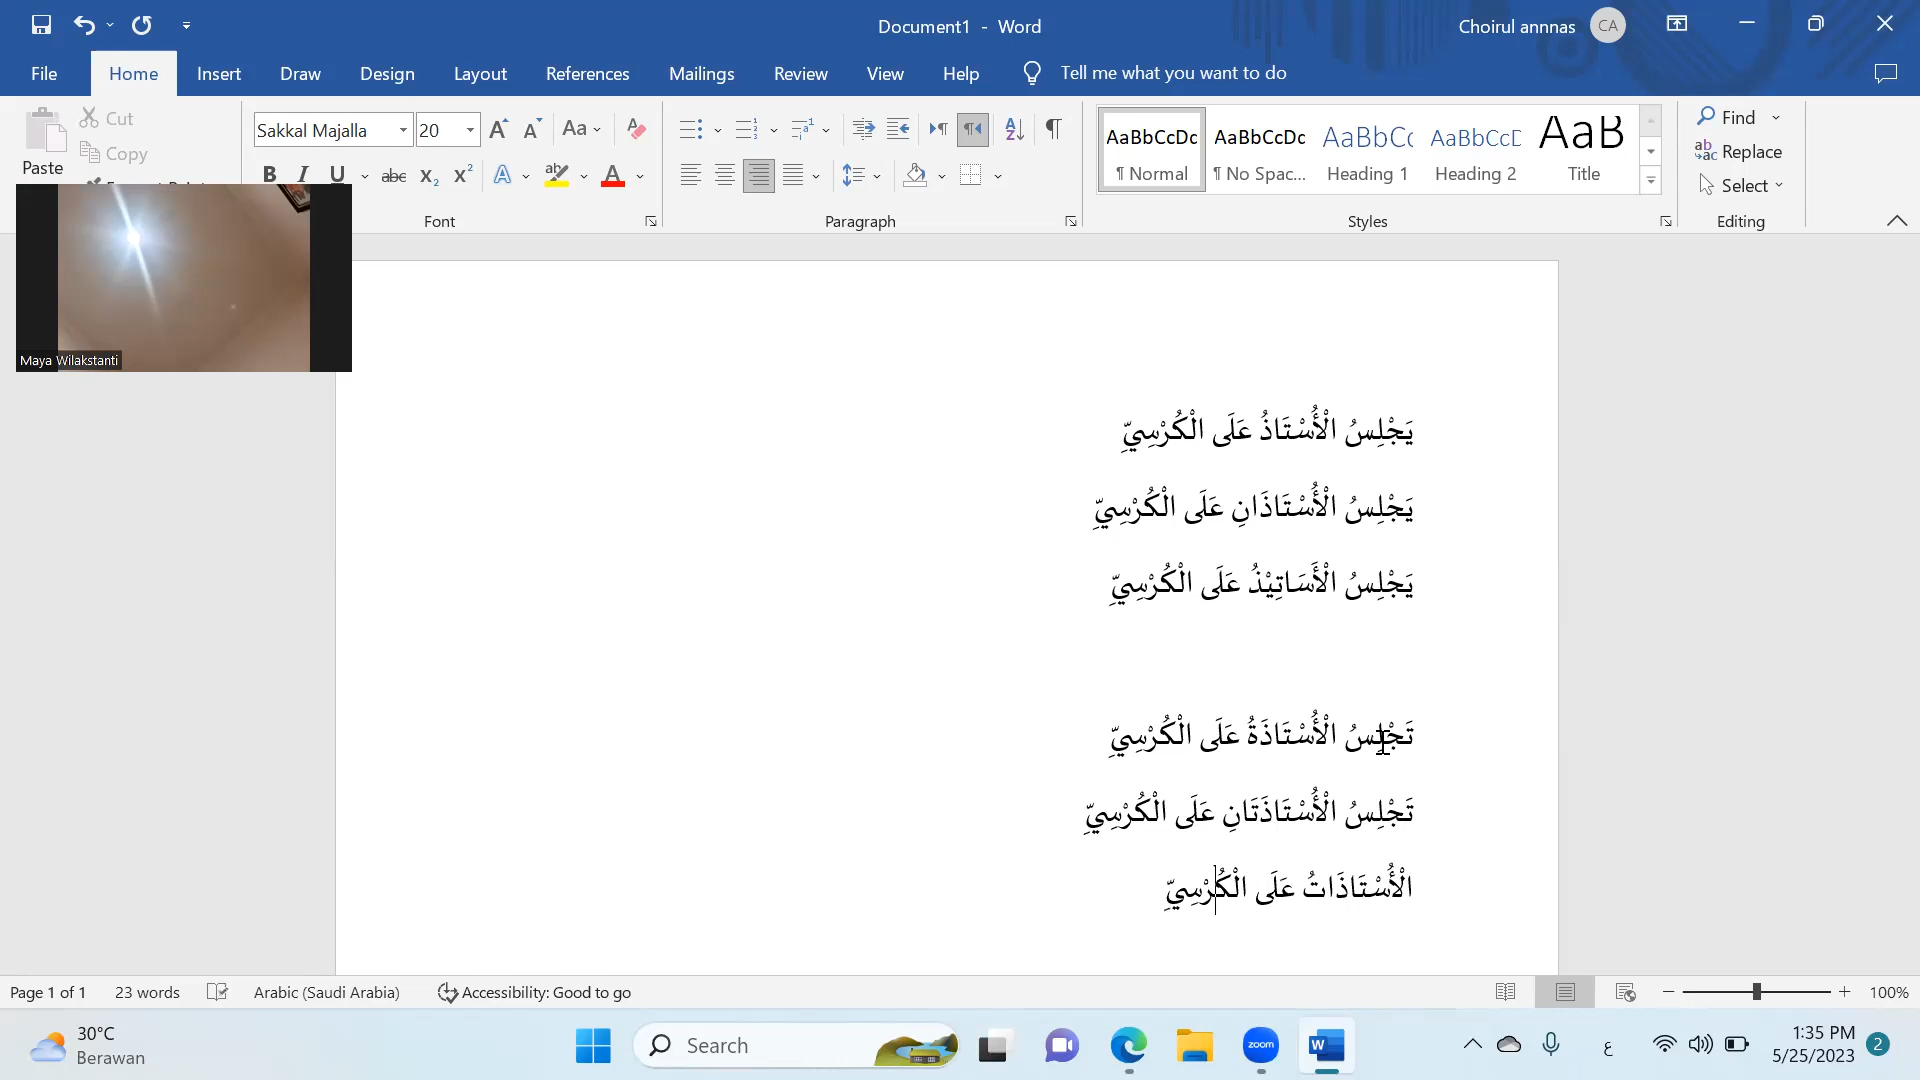 Document1 - Word
Choirul annnas
CA
File
Home
Insert
Draw
Design
Layout
References
Mailings
Review
View
Help
Tell me what you want to do
Paste
Cut
Copy
Sakkal Majalla
20
Font
Paragraph
AaBbCcDc
¶ Normal
AaBbCcDc
¶ No Spac...
AaBbCc
Heading 1
AaBbCcD
Heading 2
AaB
Title
Styles
Find
Replace
Select
Editing
Maya Wilakstanti
يَجْلِسُ الْأُسْتَاذُ عَلَى الْكُرْسِيِّ
يَجْلِسُ الْأُسْتَاذَانِ عَلَى الْكُرْسِيِّ
يَجْلِسُ الْأَسَاتِيْذُ عَلَى الْكُرْسِيِّ
تَجْلِسُ الْأُسْتَاذَةُ عَلَى الْكُرْسِيِّ
تَجْلِسُ الْأُسْتَاذَتَانِ عَلَى الْكُرْسِيِّ
الْأُسْتَاذَاتُ عَلَى الْكُرْسِيِّ
Page 1 of 1
23 words
Arabic (Saudi Arabia)
Accessibility: Good to go
100%
30°C
Berawan
Search
zoom
ع
1:35 PM
5/25/2023
2